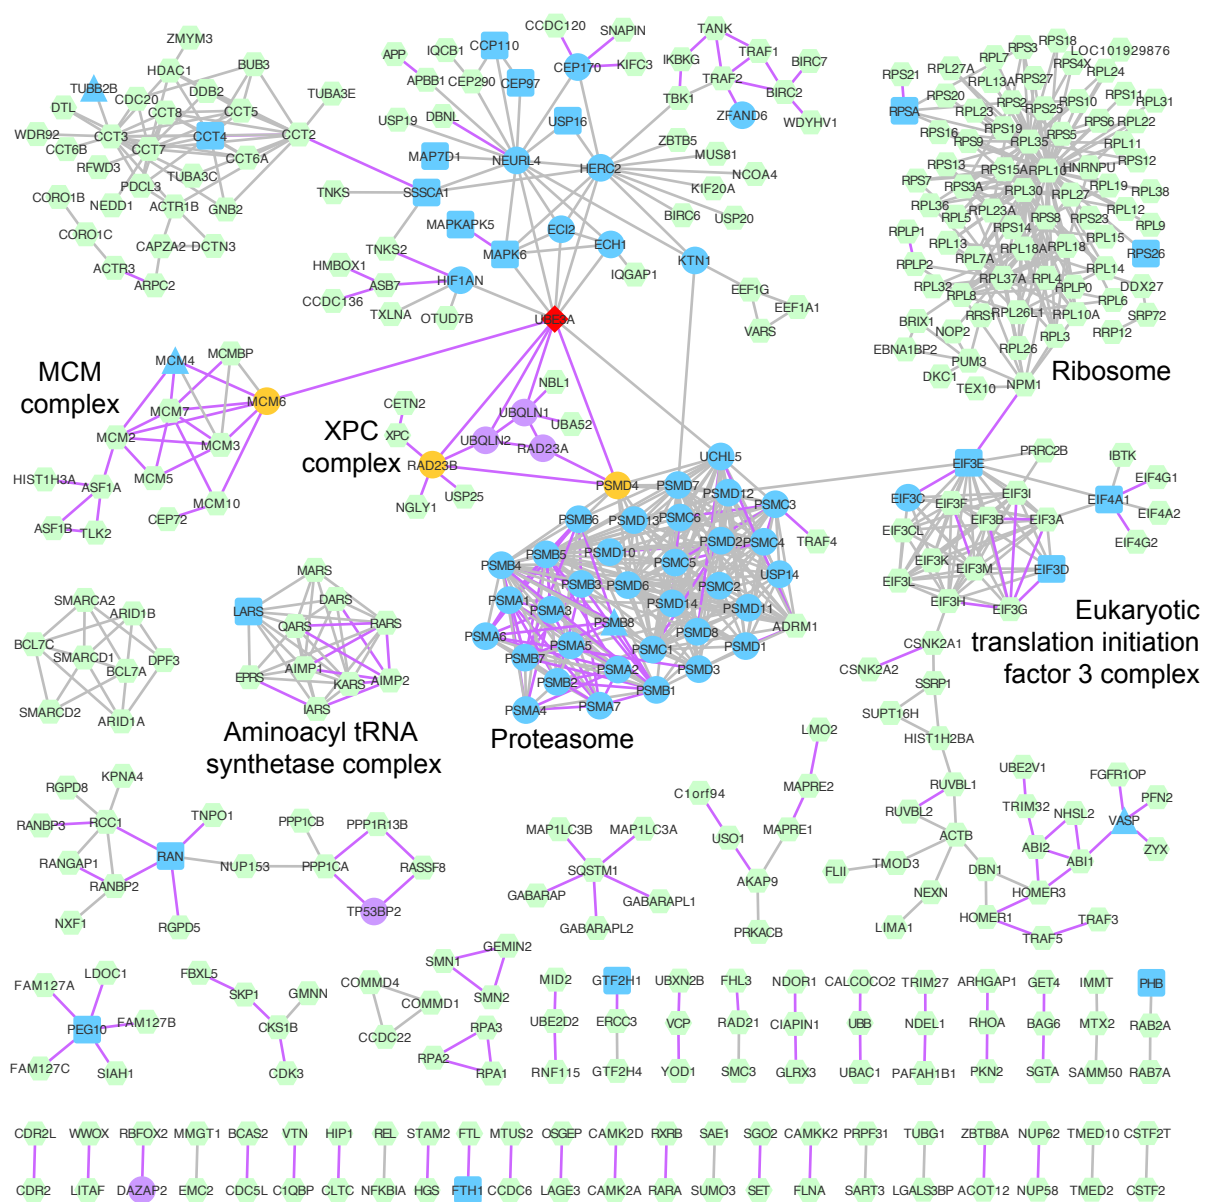 ZMYM3
HDAC1
BUB3
TUBB2B
DTL
CDC20
DDB2
CCT8
CCT5
TUBA3E
WDR92
CCT3
CCT4
CCT2
CCT6B
CCT7
RFWD3
CCT6A
TUBA3C
PDCL3
NEDD1
ACTR1B
GNB2
CORO1B
CORO1C
CAPZA2
DCTN3
ACTR3
ARPC2
CCDC120
SNAPIN
CCP110
IQCB1
APP
CEP170
KIFC3
CEP290
CEP97
APBB1
USP19
DBNL
USP16
TANK
TRAF1
IKBKG
TRAF2
BIRC7
TBK1
BIRC2
WDYHV1
ZFAND6
MAP7D1
NEURL4
HERC2
ZBTB5
MUS81
NCOA4
KIF20A
USP20
BIRC6
TNKS
SSSCA1
MAPKAPK5
ECI2
ECH1
MAPK6
TNKS2
KTN1
IQGAP1
HMBOX1
HIF1AN
ASB7
CCDC136
TXLNA
OTUD7B
EEF1G
EEF1A1
VARS
UBE3A
RPS18
RPS3
LOC101929876
RPL7
RPS4X
RPL27A
RPS27
RPL24
RPS21
RPL13A
RPS20
RPS2
RPS10
RPS11
RPL31
RPSA
RPL23
RPS25
RPS6
RPL22
RPS16
RPS19
RPS5
RPS9
RPL35
RPL11
RPS13
RPS15A
RPL10
HNRNPU
RPS12
RPS7
RPS3A
RPL30
RPL27
RPL19
RPL38
RPL36
RPL23A
RPS8
RPS23
RPL12
RPL5
RPS14
RPL9
RPLP1
RPL13
RPL18A
RPL18
RPL15
RPS26
RPLP2
RPL7A
RPL37A
RPL4
RPL14
RPL32
RPL8
RPLP0
DDX27
RPL6
RRS1
RPL26L1
RPL10A
SRP72
BRIX1
NOP2
RPL3
RRP12
EBNA1BP2
RPL26
PUM3
DKC1
TEX10
NPM1
Ribosome
MCM
complex
MCM4
MCMBP
MCM6
MCM7
MCM2
MCM3
MCM5
HIST1H3A
ASF1A
MCM10
CEP72
ASF1B
TLK2
XPC
complex
CETN2
XPC
RAD23B
NGLY1
USP25
NBL1
UBQLN1
UBA52
UBQLN2
RAD23A
PSMD4
UCHL5
PSMD7
PSMD12
PSMB6
PSMD13
PSMC6
PSMC3
PSMB5
PSMD10
PSMD2
PSMC4
TRAF4
PSMB4
PSMB3
PSMD6
PSMC5
USP14
PSMA1
PSMA3
PSMC2
PSMD14
PSMD11
PSMB8
ADRM1
PSMA6
PSMA5
PSMD8
PSMC1
PSMD1
PSMB7
PSMA2
PSMD3
PSMB2
PSMB1
PSMA4
PSMA7
Proteasome
EIF3E
PRRC2B
IBTK
EIF3C
EIF3I
EIF3F
EIF4G1
EIF4A1
EIF3CL
EIF3B
EIF3A
EIF4A2
EIF4G2
EIF3K
EIF3M
EIF3D
EIF3L
EIF3H
EIF3G
Eukaryotic
translation initiation
factor 3 complex
SMARCA2
ARID1B
BCL7C
SMARCD1
DPF3
BCL7A
SMARCD2
ARID1A
MARS
LARS
DARS
QARS
RARS
AIMP1
EPRS
KARS
AIMP2
IARS
Aminoacyl tRNA
synthetase complex
CSNK2A1
CSNK2A2
SSRP1
SUPT16H
HIST1H2BA
RUVBL1
RUVBL2
ACTB
TMOD3
FLII
NEXN
LIMA1
DBN1
HOMER1
HOMER3
TRAF5
TRAF3
UBE2V1
TRIM32
NHSL2
ABI2
ABI1
FGFR1OP
PFN2
VASP
ZYX
KPNA4
RGPD8
RANBP3
RCC1
TNPO1
RANGAP1
RAN
RANBP2
NUP153
NXF1
RGPD5
PPP1CB
PPP1R13B
PPP1CA
RASSF8
TP53BP2
MAP1LC3B
MAP1LC3A
SQSTM1
GABARAP
GABARAPL1
GABARAPL2
LMO2
MAPRE2
C1orf94
USO1
MAPRE1
AKAP9
PRKACB
FAM127A
LDOC1
PEG10
FAM127B
FAM127C
SIAH1
FBXL5
SKP1
GMNN
CKS1B
CDK3
COMMD4
COMMD1
CCDC22
GEMIN2
SMN1
SMN2
RPA3
RPA2
RPA1
MID2
GTF2H1
UBXN2B
FHL3
NDOR1
CALCOCO2
TRIM27
ARHGAP1
GET4
IMMT
PHB
UBE2D2
ERCC3
VCP
RAD21
CIAPIN1
UBB
NDEL1
RHOA
BAG6
MTX2
RAB2A
RNF115
GTF2H4
YOD1
SMC3
GLRX3
UBAC1
PAFAH1B1
PKN2
SGTA
SAMM50
RAB7A
CDR2L
WWOX
RBFOX2
MMGT1
BCAS2
VTN
HIP1
REL
STAM2
FTL
MTUS2
OSGEP
CAMK2D
RXRB
SAE1
SGO2
CAMKK2
PRPF31
TUBG1
ZBTB8A
NUP62
TMED10
CSTF2T
CDR2
LITAF
DAZAP2
EMC2
CDC5L
C1QBP
CLTC
NFKBIA
HGS
FTH1
CCDC6
LAGE3
CAMK2A
RARA
SUMO3
SET
FLNA
SART3
LGALS3BP
ACOT12
NUP58
TMED2
CSTF2